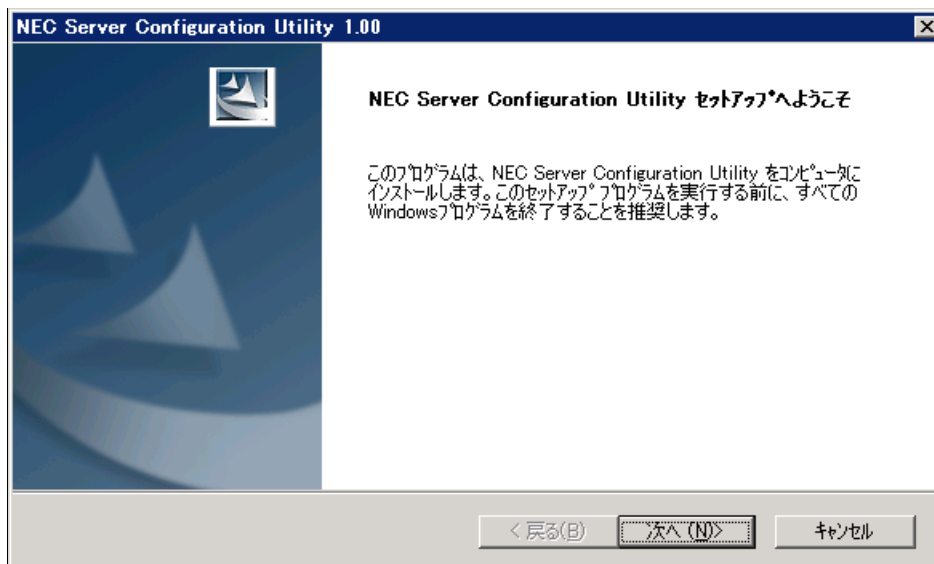 NEC Server Configuration Utility 1.00
NEC Server Configuration Utility ｾｯﾄｱｯﾌﾟへようこそ
このﾌﾟﾛｸﾞﾗﾑは、NEC Server Configuration Utility をｺﾝﾋﾟｭｰﾀに
ｲﾝｽﾄｰﾙします。このｾｯﾄｱｯﾌﾟ ﾌﾟﾛｸﾞﾗﾑを実行する前に、すべての
Windowsﾌﾟﾛｸﾞﾗﾑを終了することを推奨します。
< 戻る(B)
次へ (N)>
ｷｬﾝｾﾙ